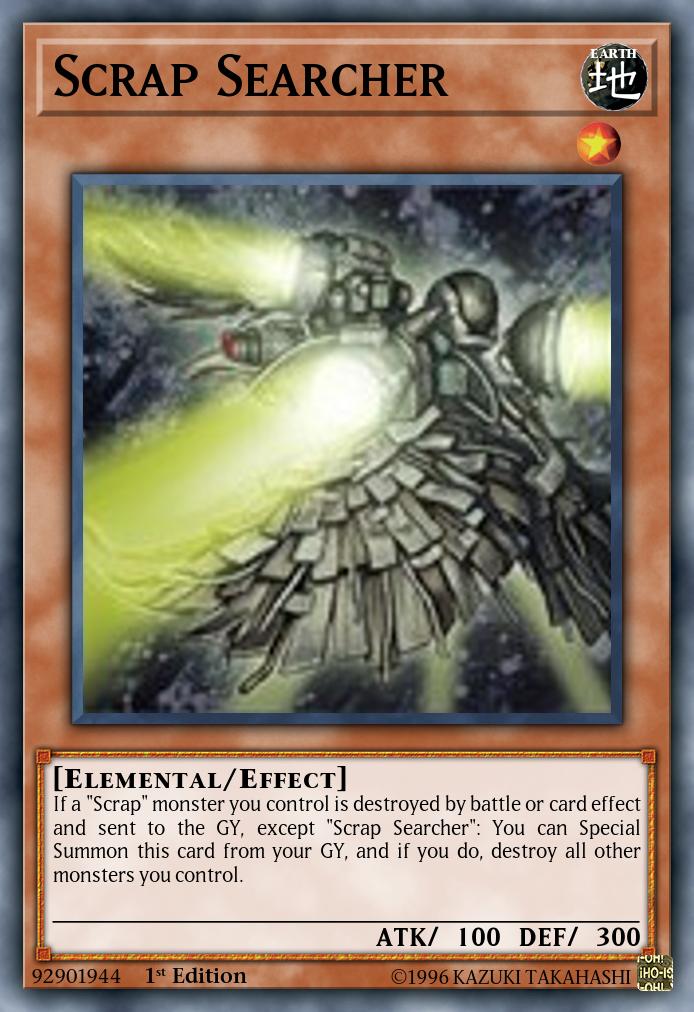 Scrap Searcher
EARTH
地
[Elemental/Effect]
If a "Scrap" monster you control is destroyed by battle or card effect
and sent to the GY, except "Scrap Searcher": You can Special
Summon this card from your GY, and if you do, destroy all other
monsters you control.
ATK/ 100 DEF/ 300
92901944 1st Edition ©1996 KAZUKI TAKAHASHI